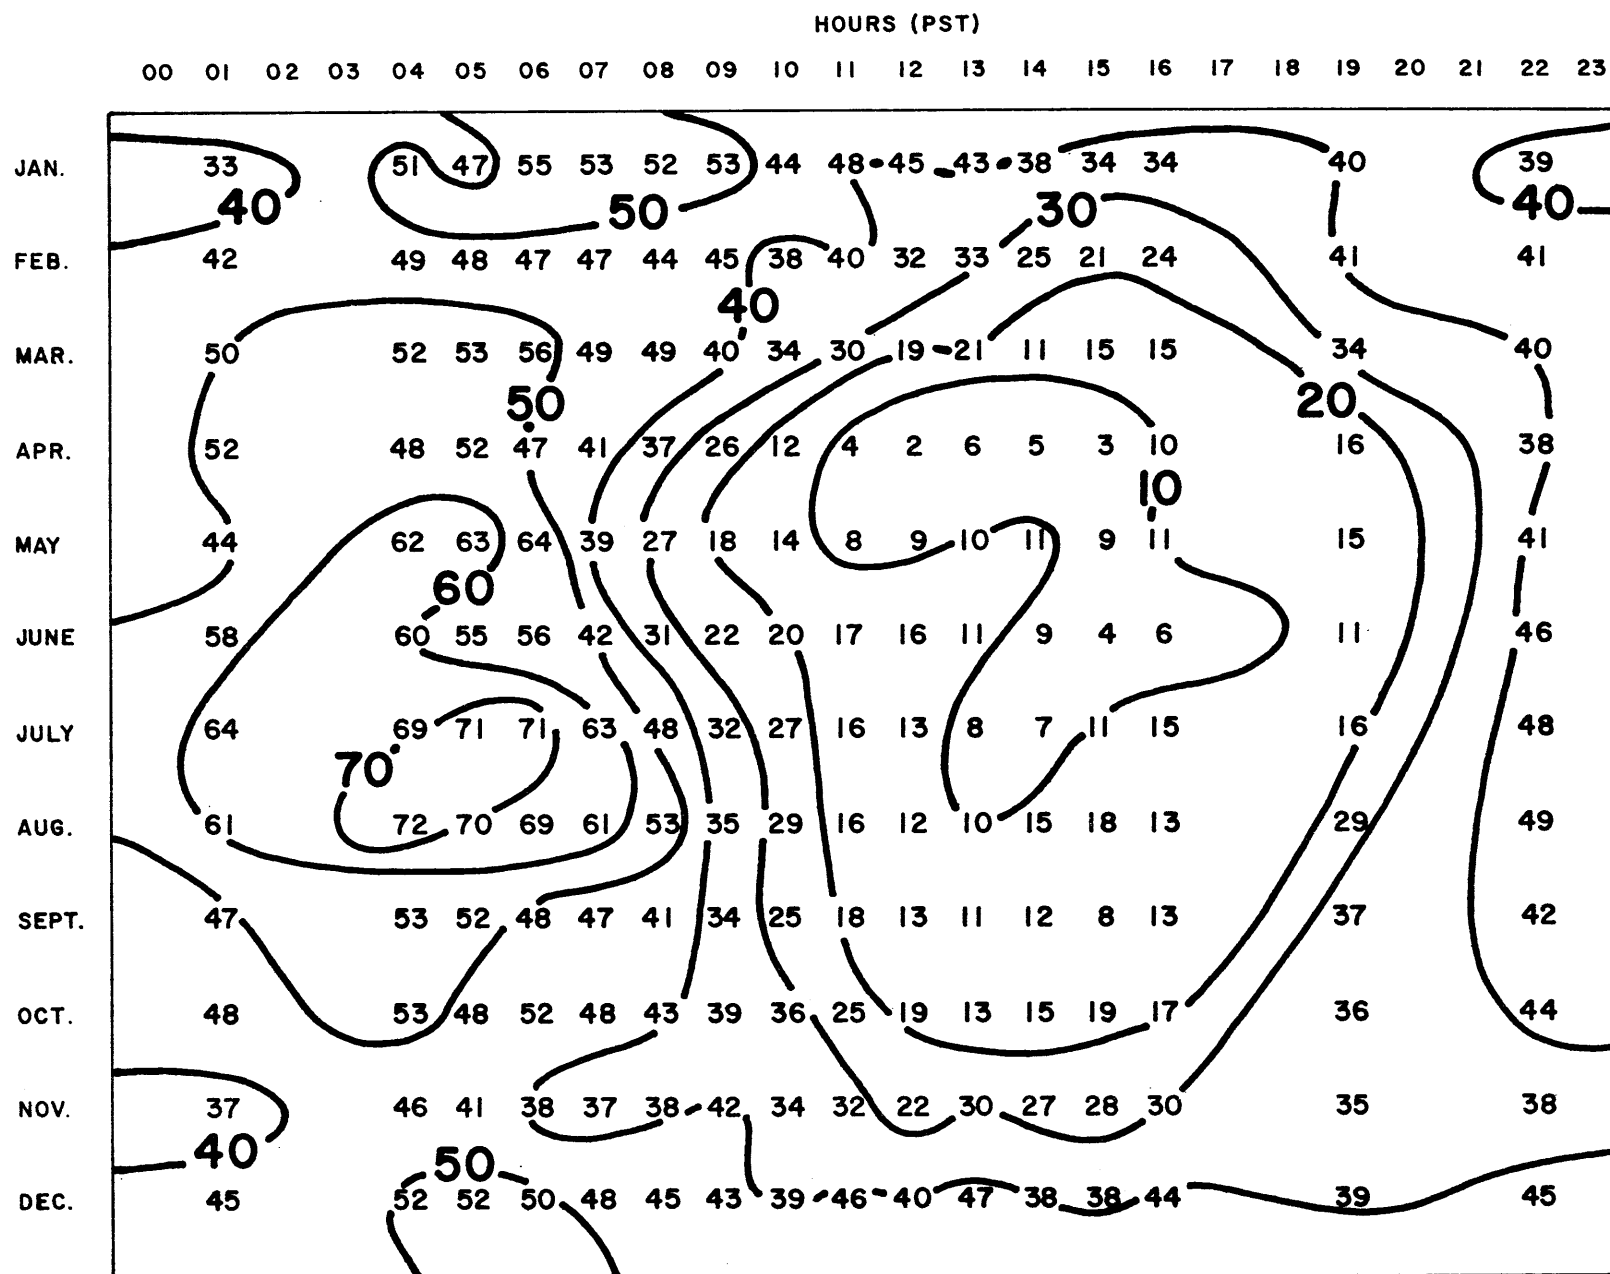 HOURS (PST)
00 01 02 03 04 05 06 07 08 09 10 11 12 13 14 15 16 17 18 19 20 21 22 23
JAN. 33 51 47 55 53 52 53 44 48 45 43 38 34 34 40 39
40 50 30 40
FEB. 42 49 48 47 47 44 45 38 40 32 33 25 21 24 41 41
40
MAR. 50 52 53 56 49 49 40 34 30 19 21 11 15 15 34 40
50 20
APR. 52 48 52 47 41 37 26 12 4 2 6 5 3 10 16 38
10
MAY 44 62 63 64 39 27 18 14 8 9 10 11 9 11 15 41
60
JUNE 58 60 55 56 42 31 22 20 17 16 11 9 4 6 11 46
JULY 64 69 71 71 63 48 32 27 16 13 8 7 11 15 16 48
70
AUG. 61 72 70 69 61 53 35 29 16 12 10 15 18 13 29 49
SEPT. 47 53 52 48 47 41 34 25 18 13 11 12 8 13 37 42
OCT. 48 53 48 52 48 43 39 36 25 19 13 15 19 17 36 44
NOV. 37 46 41 38 37 38 42 34 32 22 30 27 28 30 35 38
40 50
DEC. 45 52 52 50 48 45 43 39 46 40 47 38 38 44 39 45